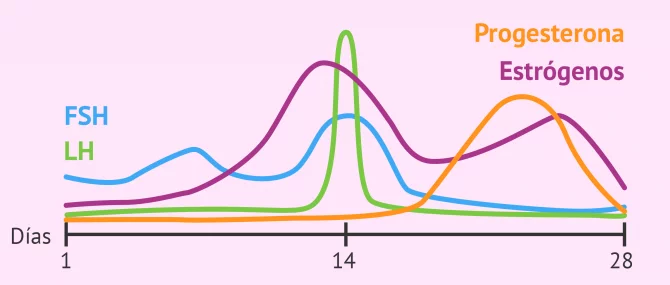 Progesterona
Estrógenos
FSH
LH
Días
1
14
28